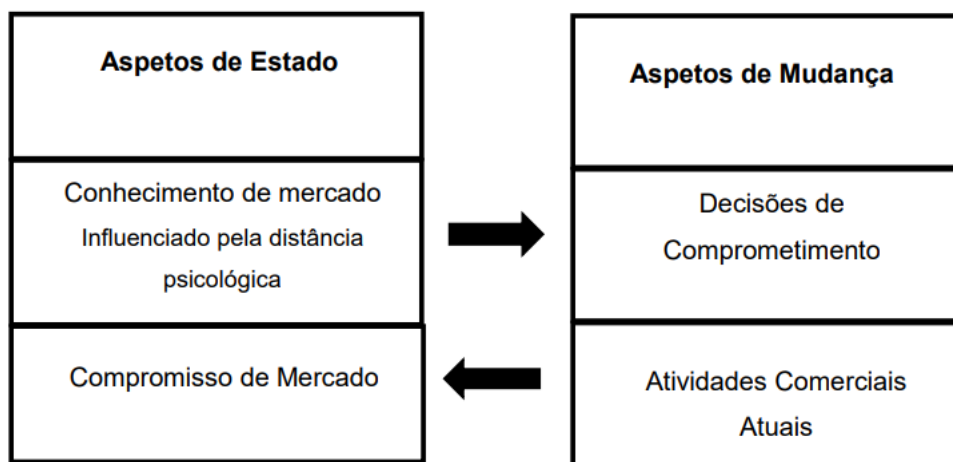 Aspetos de Estado
Conhecimento de mercado
Influenciado pela distância
psicológica
Compromisso de Mercado
Aspetos de Mudança
Decisões de
Comprometimento
Atividades Comerciais
Atuais